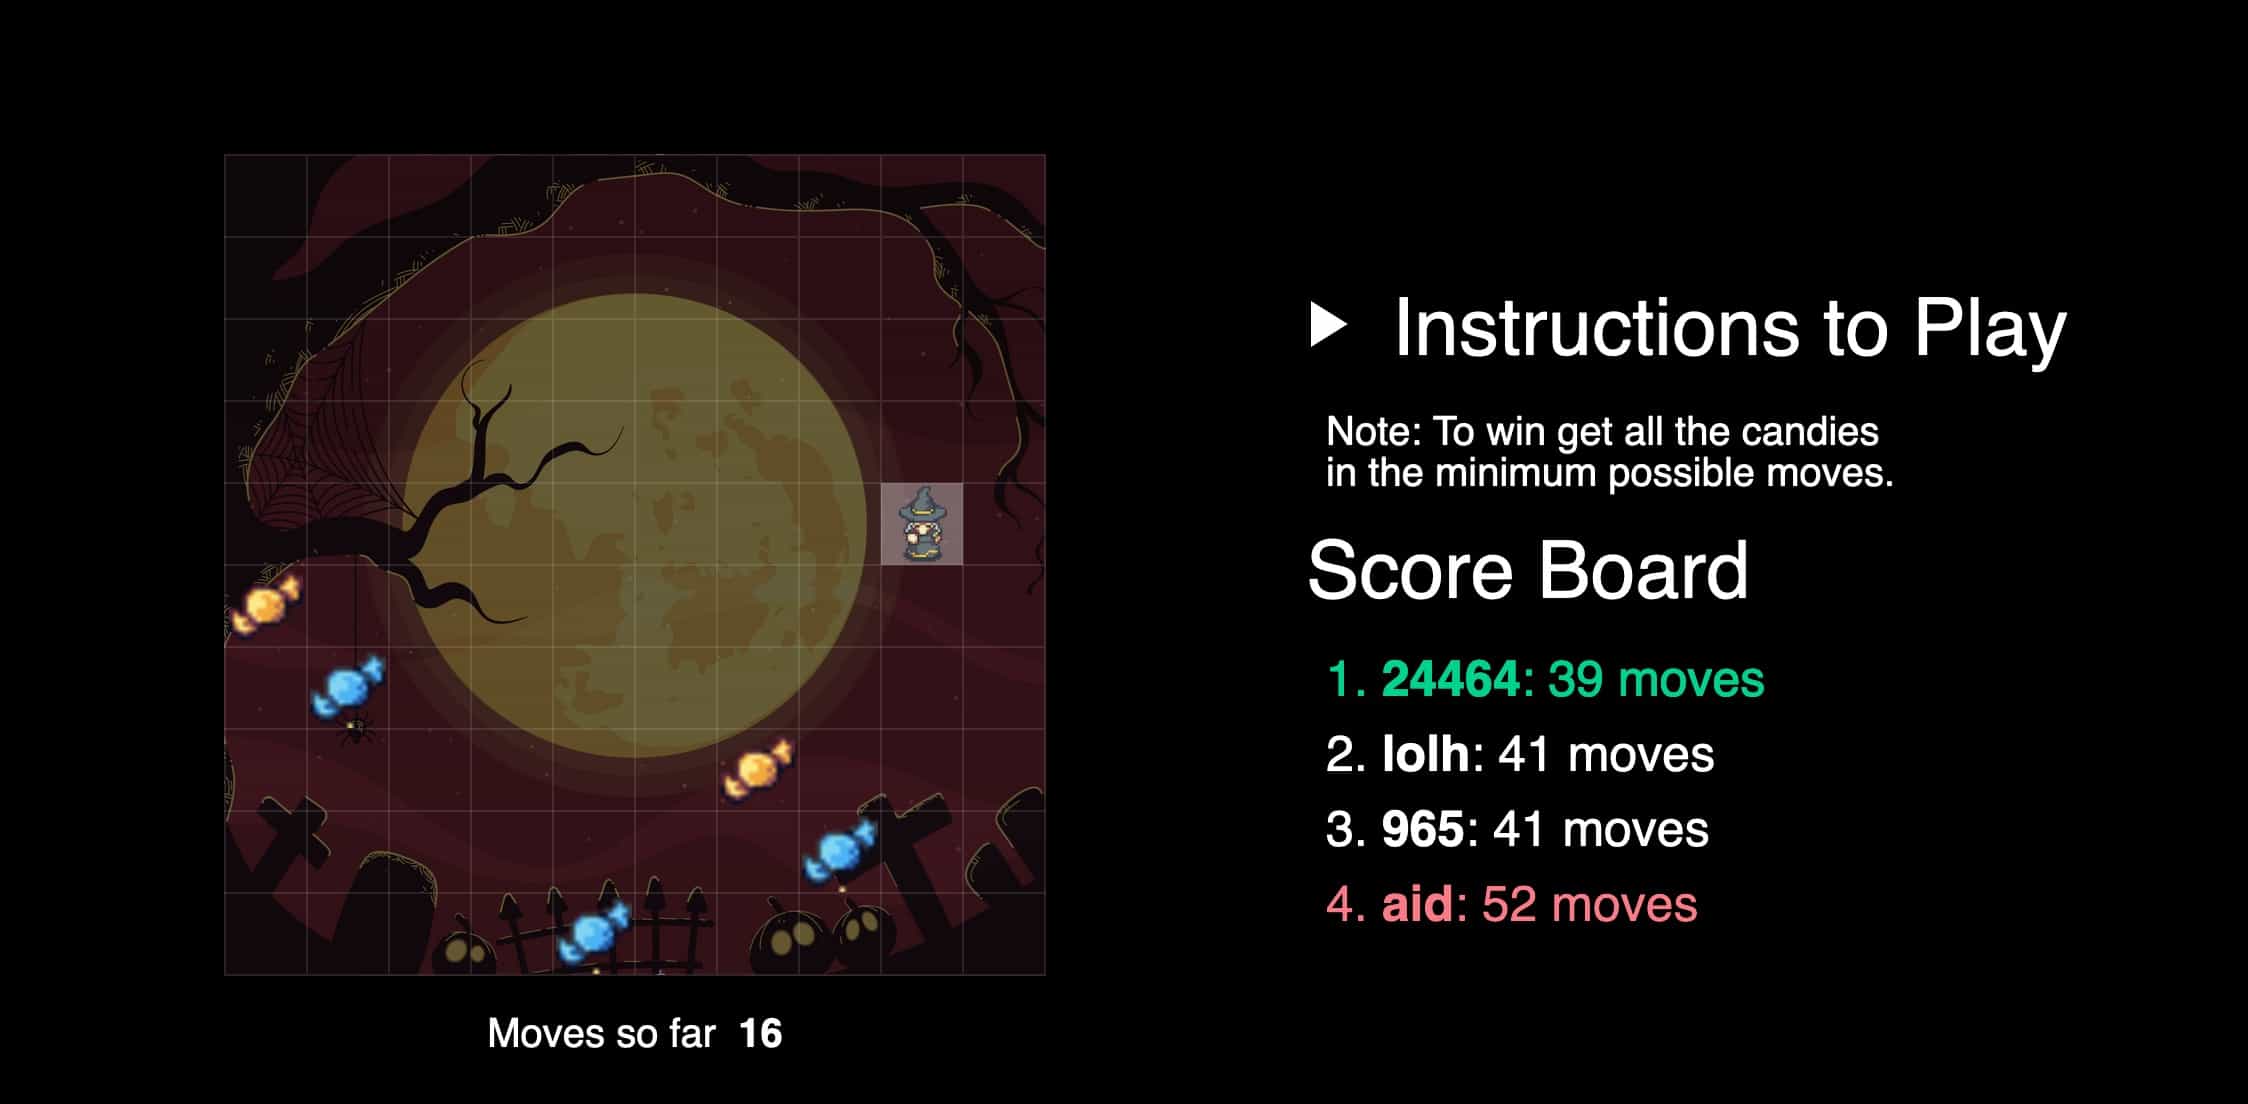 Instructions to Play
Note: To win get all the candies
in the minimum possible moves.
Score Board
1. 24464: 39 moves
2. lolh: 41 moves
3. 965: 41 moves
4. aid: 52 moves
Moves so far 16